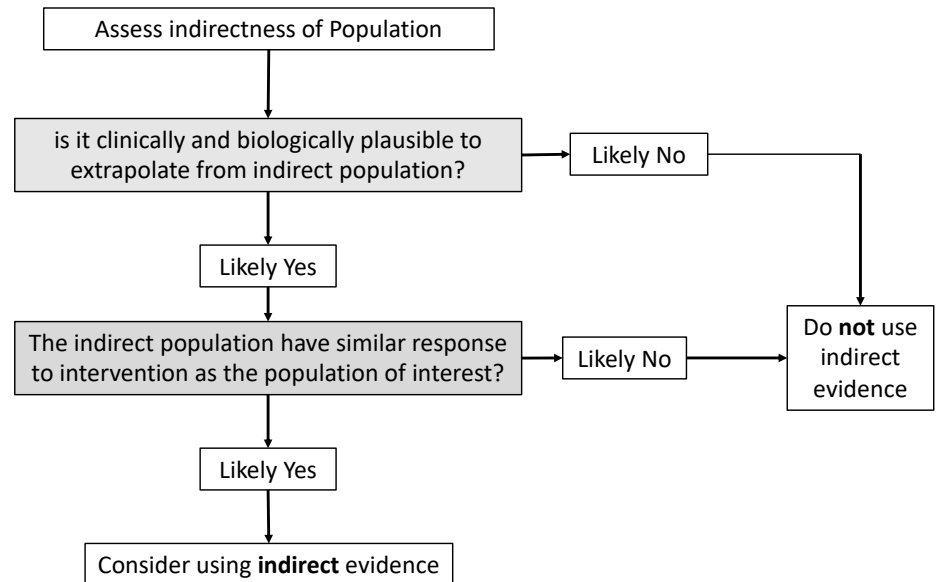 Assess indirectness of Population
is it clinically and biologically plausible to
extrapolate from indirect population?
Likely No
Likely Yes
The indirect population have similar response
to intervention as the population of interest?
Likely No
Do not use
indirect
evidence
Likely Yes
Consider using indirect evidence